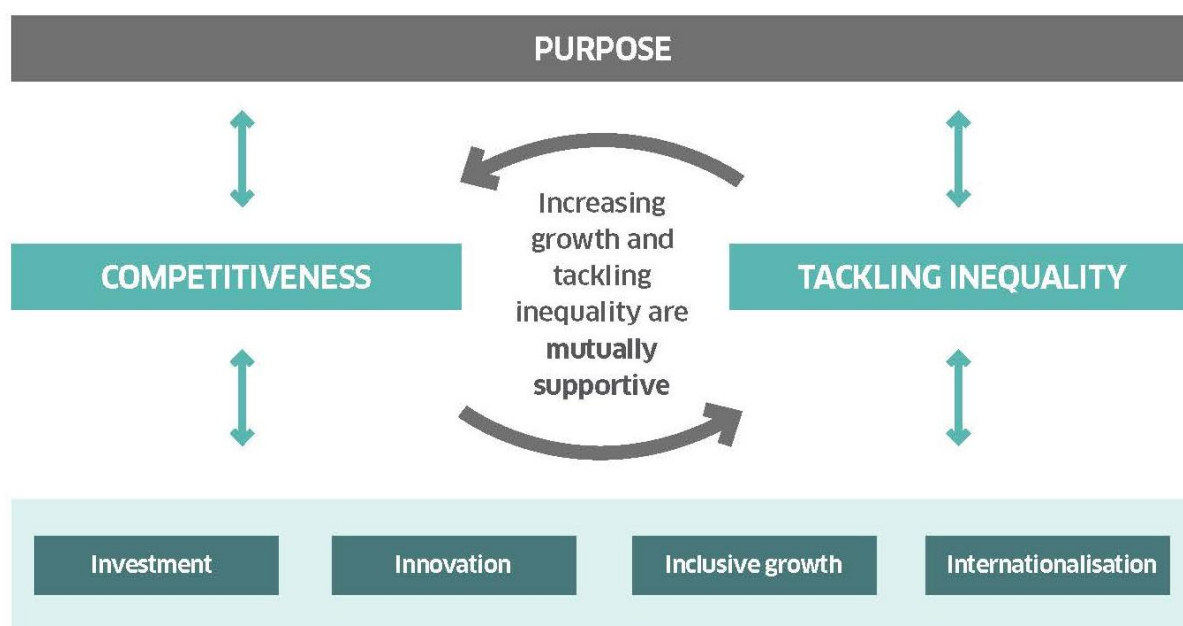 PURPOSE
COMPETITIVENESS
Increasing
growth and
tackling
inequality are
mutually
supportive
TACKLING INEQUALITY
Investment
Innovation
Inclusive growth
Internationalisation